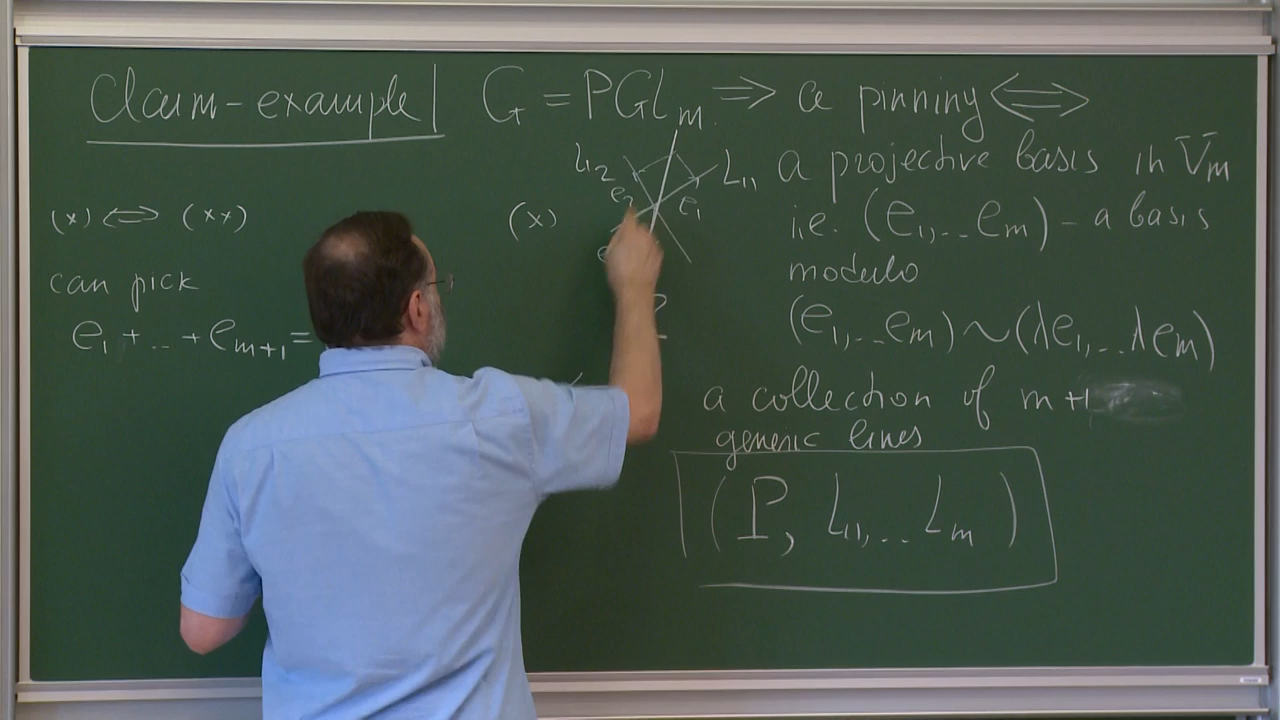 Claim-example G = PGL_m ⇒ a pinning ⇔
a projective basis in V_m
i.e. (e_1,..e_m) - a basis
modulo
(e_1,..e_m) ~ (λe_1,..λe_m)
a collection of m+1
generic lines
(P, L_1,.. L_m)
L_2 L_1
e_2 e_1
(x)
(x) ⇔ (xx)
can pick
e_1+..+e_{m+1}=